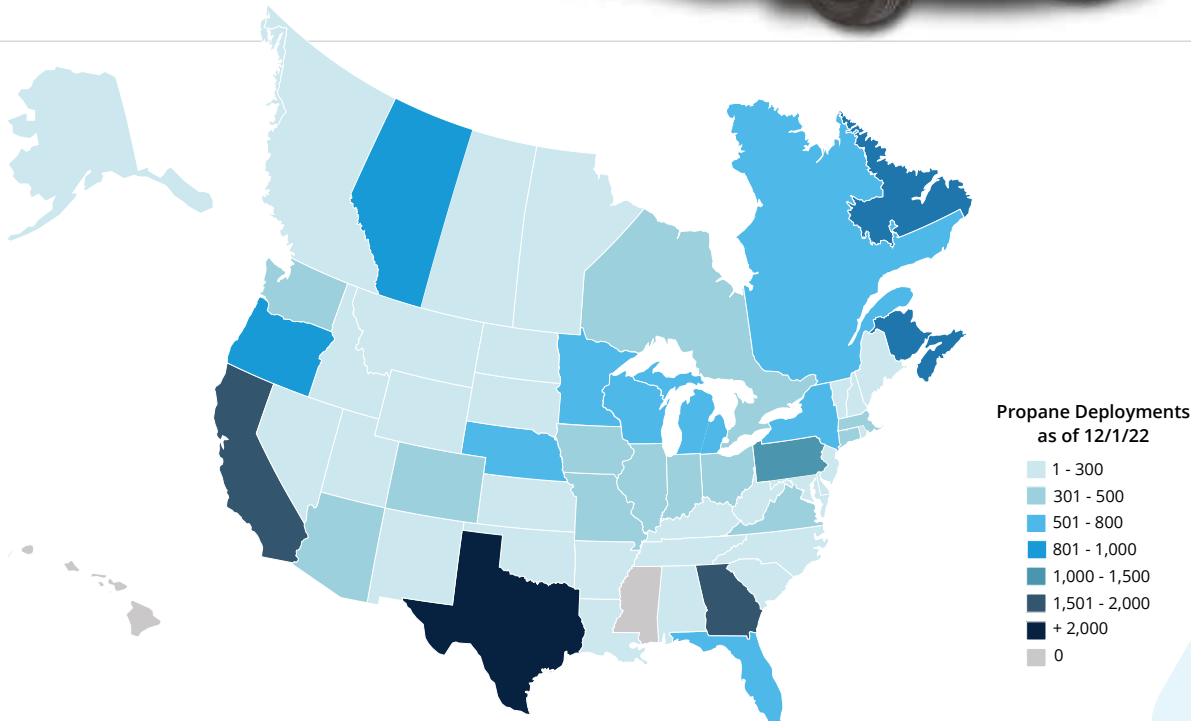 Propane Deployments
as of 12/1/22
1 - 300
301 - 500
501 - 800
801 - 1,000
1,000 - 1,500
1,501 - 2,000
+ 2,000
0